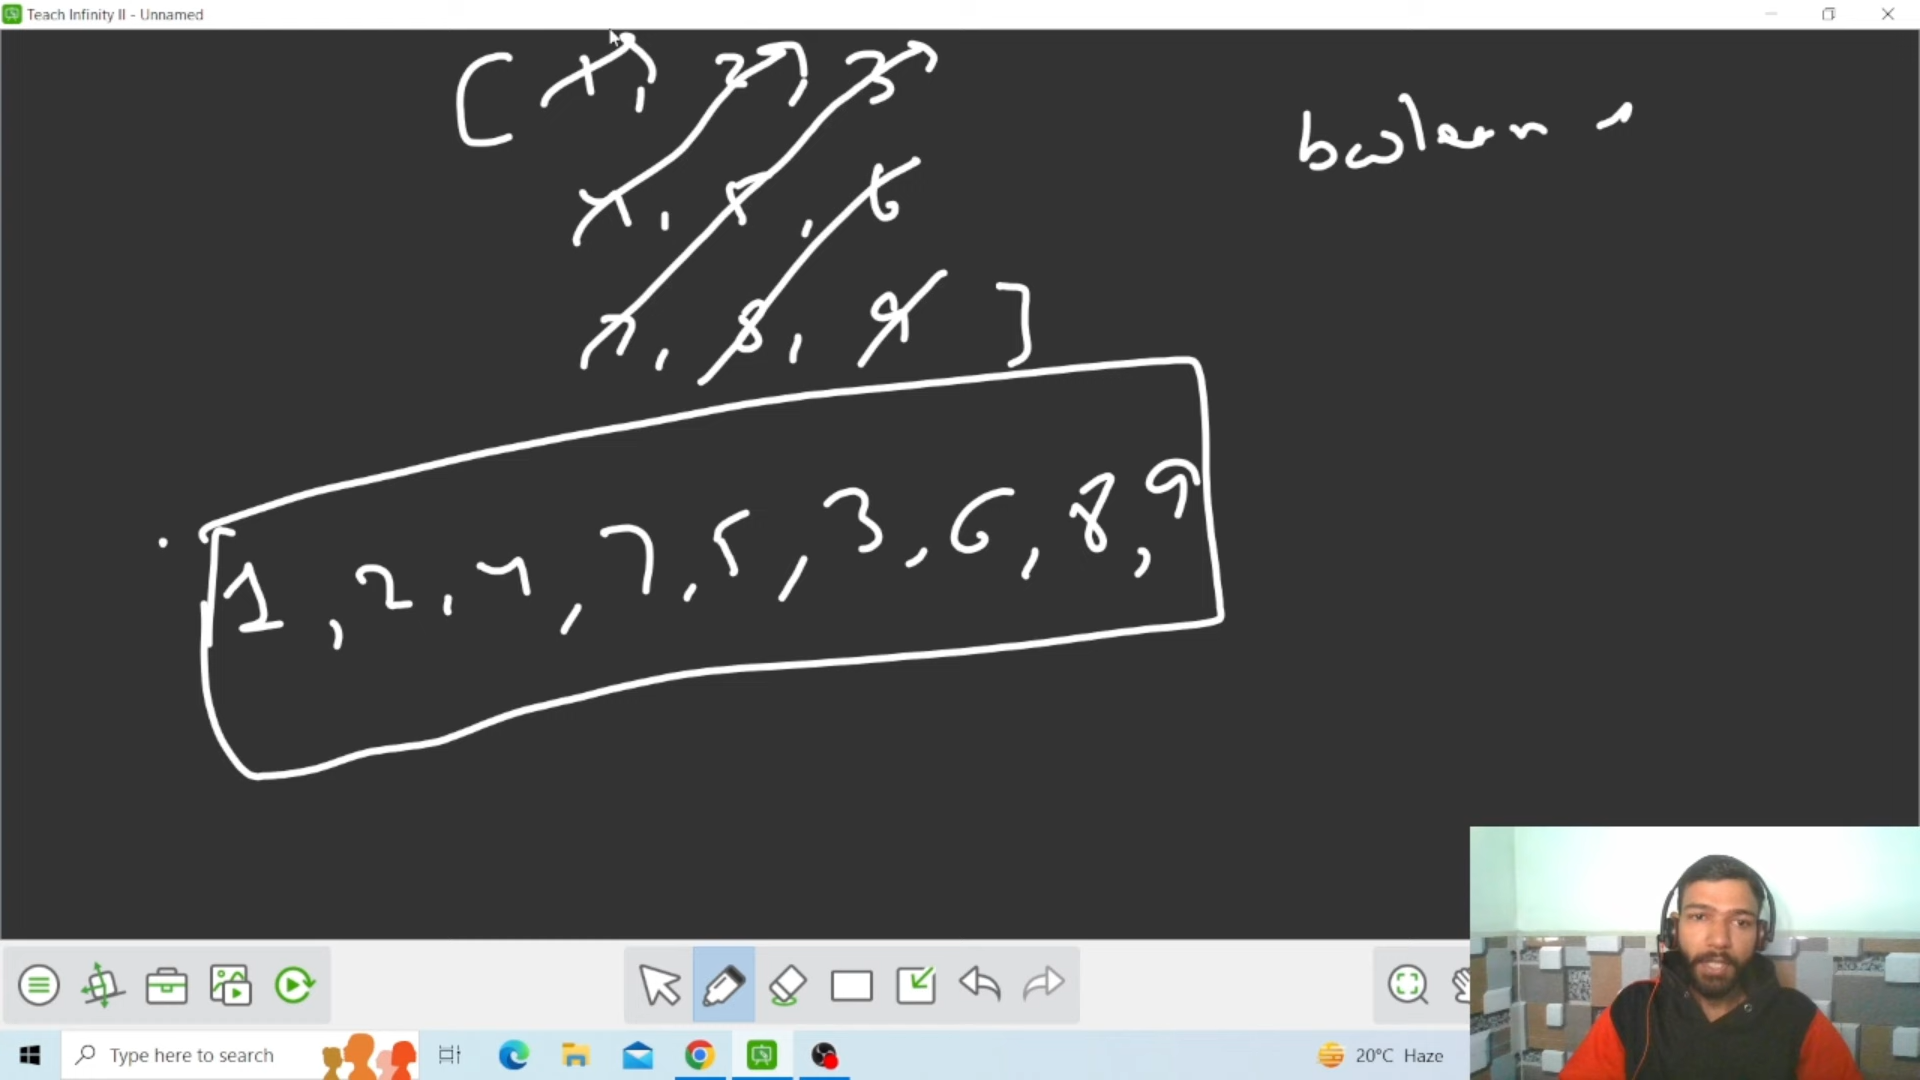 Teach Infinity II - Unnamed
[ 1, 2, 3
4, 5, 6
7, 8, 9 ]
boolean
1, 2, 4, 7, 5, 3, 6, 8, 9
Type here to search
20°C Haze